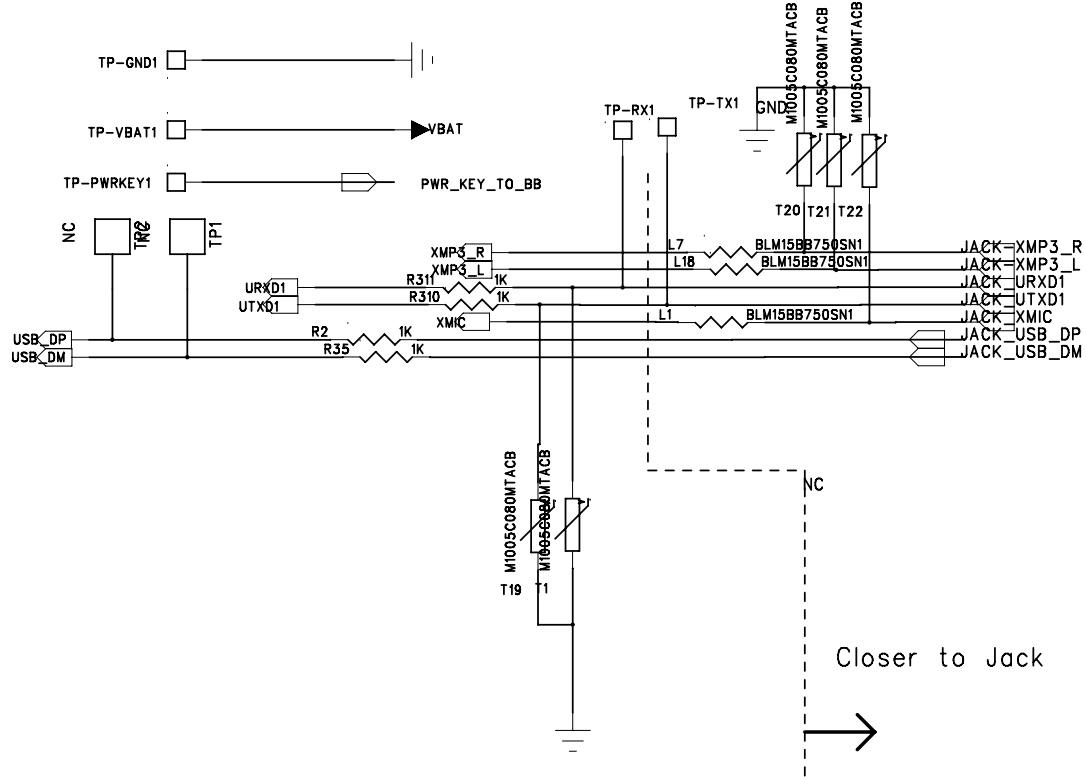 M1005C080MTACB
M1005C080MTACB
M1005C080MTACB
TP-GND1
TP-RX1
TP-TX1
GND
TP-VBAT1
VBAT
TP-PWRKEY1
PWR_KEY_TO_BB
NC
NC
TP1
T20
T21
T22
XMP3_R
L7
BLM15BB750SN1
JACK_XMP3_R
XMP3_L
L18
BLM15BB750SN1
JACK_XMP3_L
URXD1
R311
1K
JACK_URXD1
UTXD1
R310
1K
JACK_UTXD1
XMIC
L1
BLM15BB750SN1
JACK_XMIC
USB_DP
R2
1K
JACK_USB_DP
USB_DM
R35
1K
JACK_USB_DM
M1005C080MTACB
M1005C080MTACB
NC
T19
T1
Closer to Jack